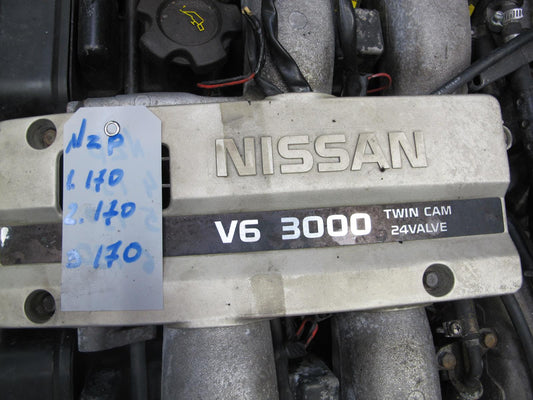 NZP
1. 170
2. 170
3 170
NISSAN
V6 3000 TWIN CAM
24VALVE